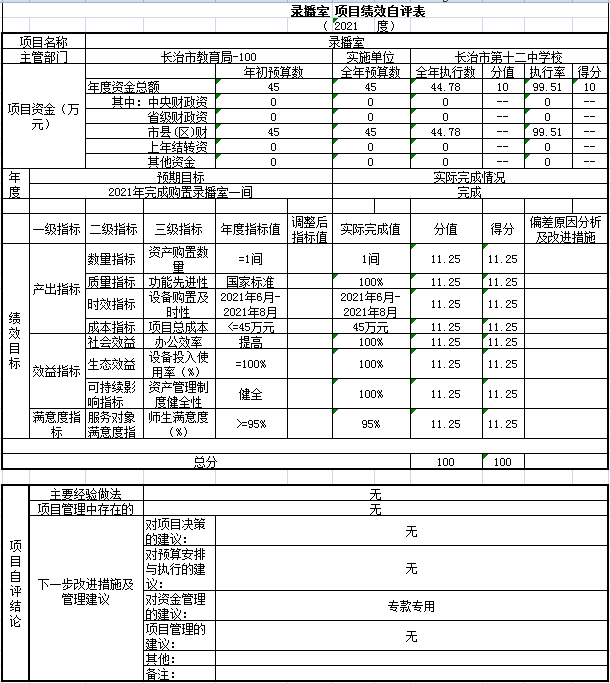 录播室 项目绩效自评表
（ 2021 度）
项目名称 录播室
主管部门 长治市教育局-100 实施单位 长治市第十二中学校
项目资金（万元） 年初预算数 全年预算数 全年执行数 分值 执行率 得分
年度资金总额 45 45 44.78 10 99.51 10
其中：中央财政资 0 0 0 -- 0 --
省级财政资 0 0 0 -- 0 --
市县(区)财 45 45 44.78 -- 99.51 --
上年结转资 0 0 0 -- 0 --
其他资金 0 0 0 -- 0 --
年度 预期目标 实际完成情况
2021年完成购置录播室一间 完成
绩效目标 一级指标 二级指标 三级指标 年度指标值 调整后指标值 实际完成值 分值 得分 偏差原因分析及改进措施
产出指标 数量指标 资产购置数量 =1间 1间 11.25 11.25
质量指标 功能先进性 国家标准 100% 11.25 11.25
时效指标 设备购置及时性 2021年6月-2021年8月 2021年6月-2021年8月 11.25 11.25
成本指标 项目总成本 <=45万元 45万元 11.25 11.25
效益指标 社会效益 办公效率 提高 100% 11.25 11.25
生态效益 设备投入使用率（%） =100% 100% 11.25 11.25
可持续影响指标 资产管理制度健全性 健全 100% 11.25 11.25
满意度指标 服务对象满意度指 师生满意度（%） >=95% 95% 11.25 11.25
总分 100 100
项目自评结论 主要经验做法 无
项目管理中存在的 无
下一步改进措施及管理建议 对项目决策的建议： 无
对预算安排与执行的建议： 无
对资金管理的建议： 专款专用
项目管理的建议： 无
其他：
备注：